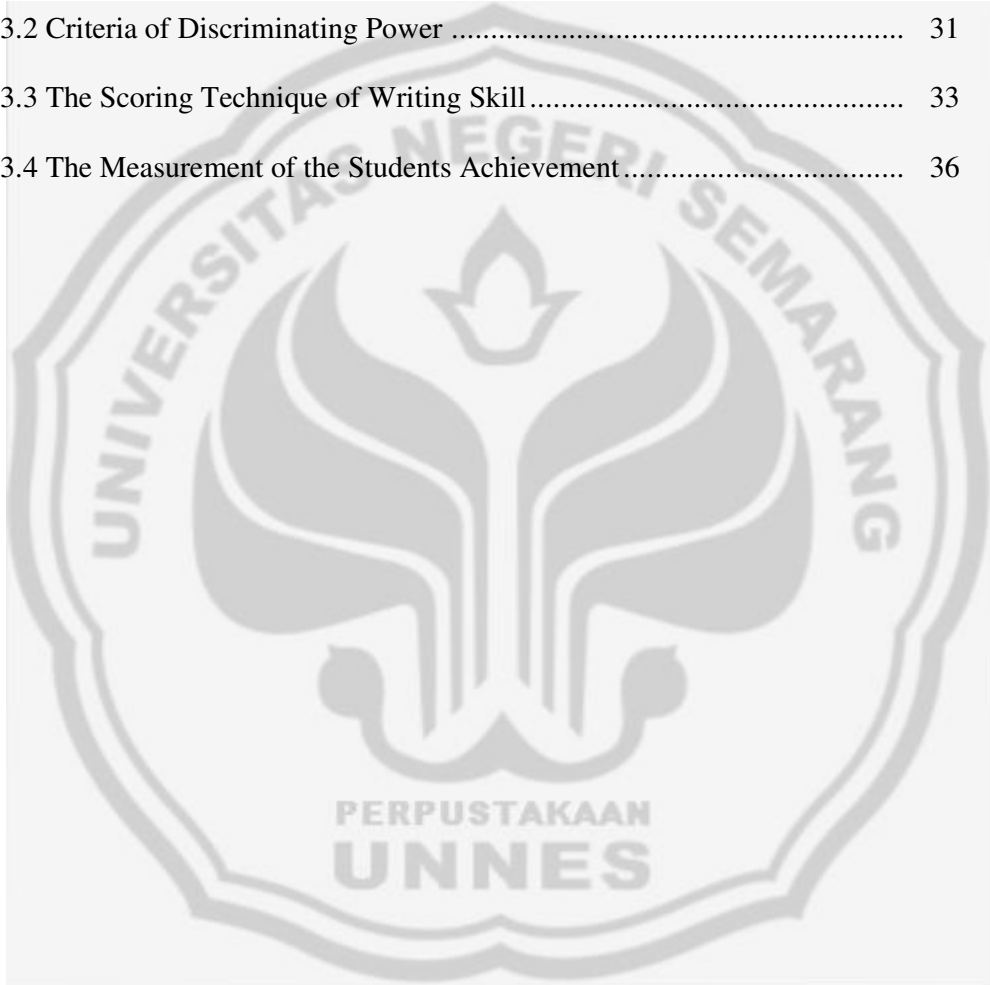 3.2 Criteria of Discriminating Power ........................................................ 31
3.3 The Scoring Technique of Writing Skill .............................................. 33
3.4 The Measurement of the Students Achievement ................................... 36
UNIVERSITAS NEGERI SEMARANG
PERPUSTAKAAN
UNNES